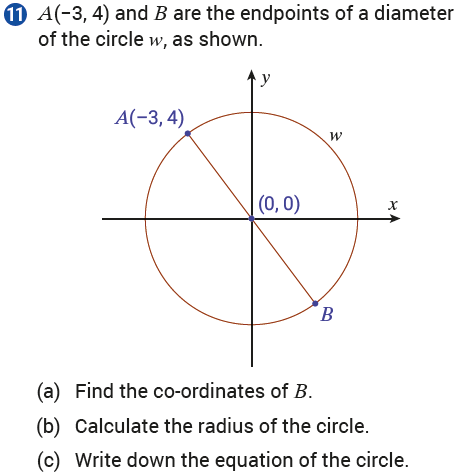 11 A(−3, 4) and B are the endpoints of a diameter
of the circle w, as shown.
y
A(−3, 4)
w
(0, 0)
x
B
(a) Find the co-ordinates of B.
(b) Calculate the radius of the circle.
(c) Write down the equation of the circle.